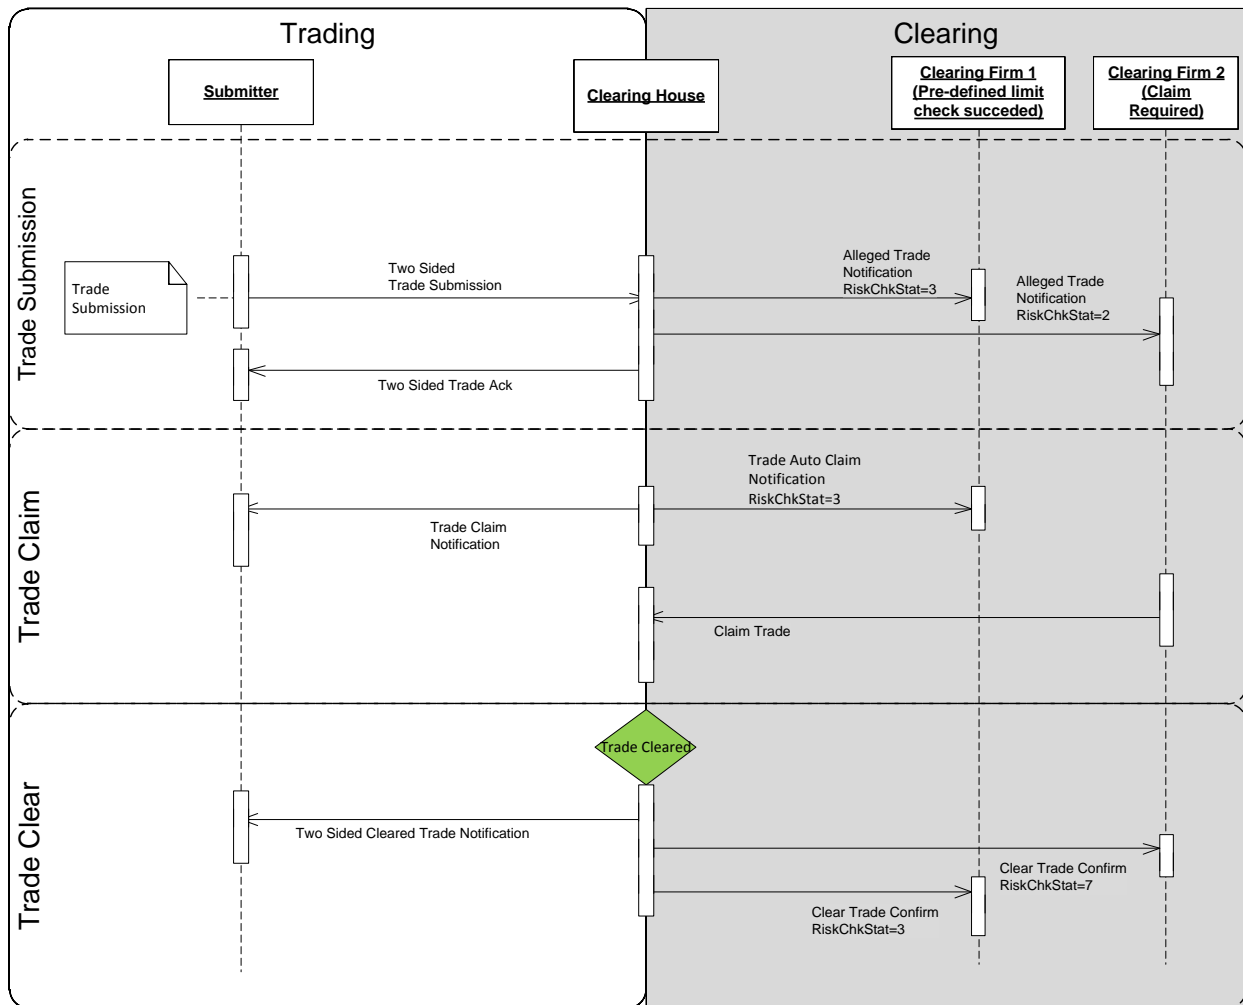 Trading
Clearing
Submitter
Clearing House
Clearing Firm 1
(Pre-defined limit
check succeded)
Clearing Firm 2
(Claim
Required)
Trade Submission
Trade
Submission
Two Sided
Trade Submission
Alleged Trade
Notification
RiskChkStat=3
Alleged Trade
Notification
RiskChkStat=2
Two Sided Trade Ack
Trade Claim
Trade Auto Claim
Notification
RiskChkStat=3
Trade Claim
Notification
Claim Trade
Trade Clear
Trade Cleared
Two Sided Cleared Trade Notification
Clear Trade Confirm
RiskChkStat=7
Clear Trade Confirm
RiskChkStat=3